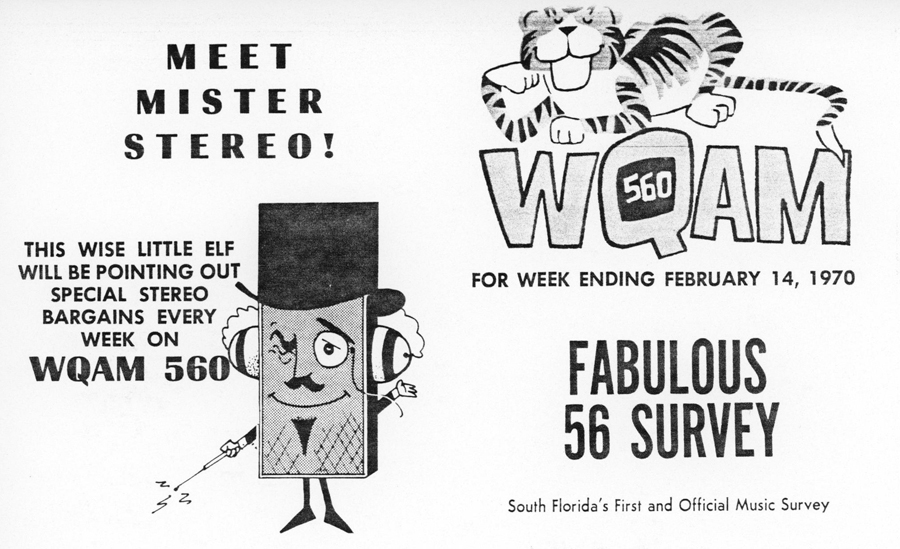 MEET
MISTER
STEREO!
THIS WISE LITTLE ELF
WILL BE POINTING OUT
SPECIAL STEREO
BARGAINS EVERY
WEEK ON
WQAM 560
WQAM
560
FOR WEEK ENDING FEBRUARY 14, 1970
FABULOUS
56 SURVEY
South Florida's First and Official Music Survey